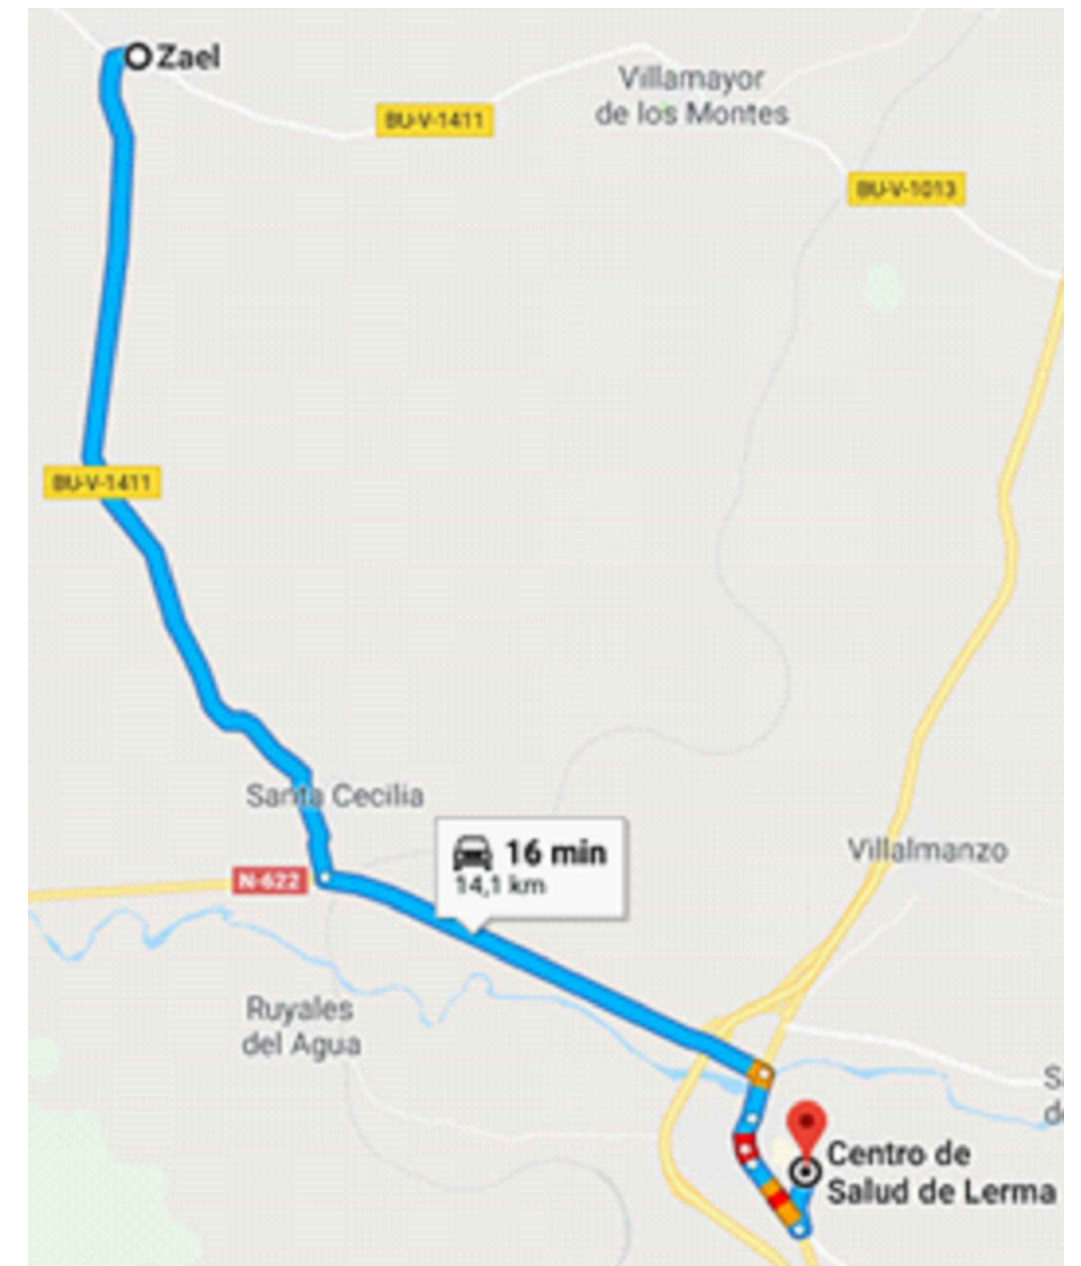 Zael
Villamayor
de los Montes
BU-V-1411
BU-V-1013
BU-V-1411
Santa Cecilia
16 min
14,1 km
Villalmanzo
N-622
Ruyales
del Agua
S
d
Centro de
Salud de Lerma